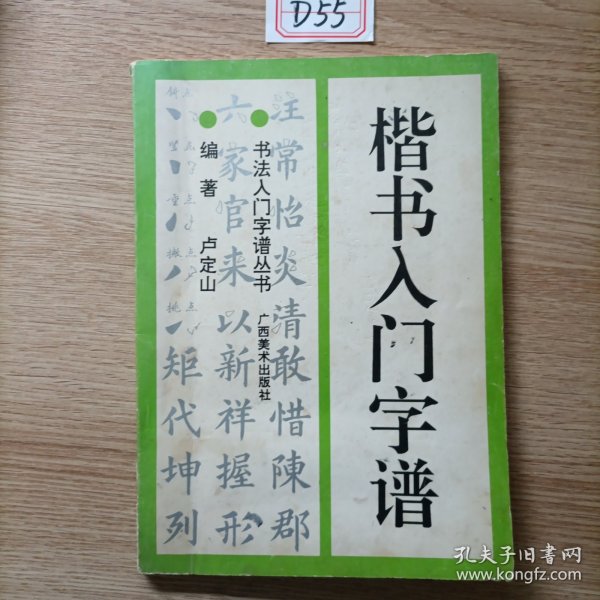 D55
楷书入门字谱
书法入门字谱丛书
广西美术出版社
编著 卢定山
注常怡炎清敢惜陳郡
六家官来以新祥握形
矩代坤列
斜点
孔夫子旧书网
www.kongfz.com